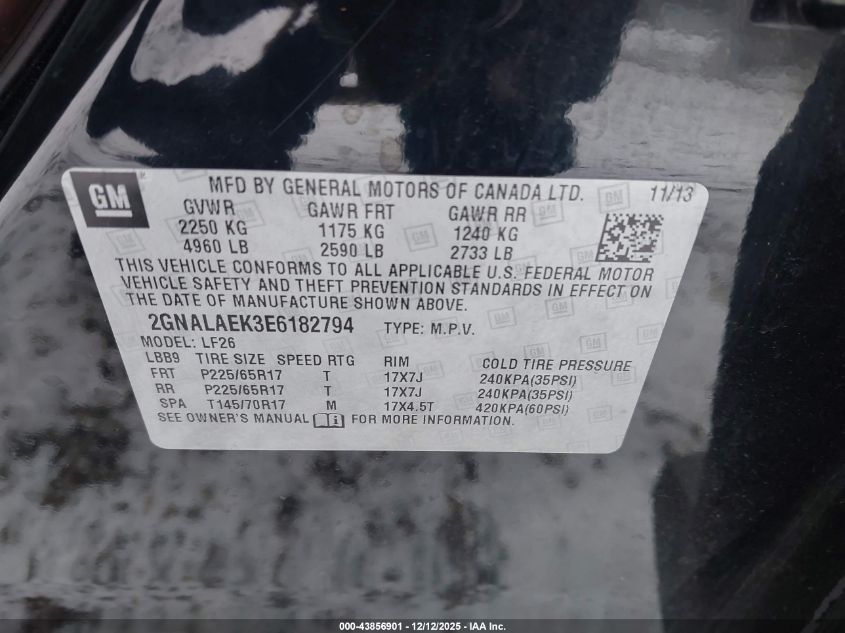 GM
MFD BY GENERAL MOTORS OF CANADA LTD. 11/13
GVWR GAWR FRT GAWR RR
2250 KG 1175 KG 1240 KG
4960 LB 2590 LB 2733 LB
THIS VEHICLE CONFORMS TO ALL APPLICABLE U.S. FEDERAL MOTOR
VEHICLE SAFETY AND THEFT PREVENTION STANDARDS IN EFFECT ON
THE DATE OF MANUFACTURE SHOWN ABOVE.
2GNALAEK3E6182794 TYPE: M.P.V.
MODEL: LF26
LBB9 TIRE SIZE SPEED RTG RIM COLD TIRE PRESSURE
FRT P225/65R17 T 17X7J 240KPA(35PSI)
RR P225/65R17 T 17X7J 240KPA(35PSI)
SPA T145/70R17 M 17X4.5T 420KPA(60PSI)
SEE OWNER'S MANUAL FOR MORE INFORMATION.
000-43856901 - 12/12/2025 - IAA Inc.